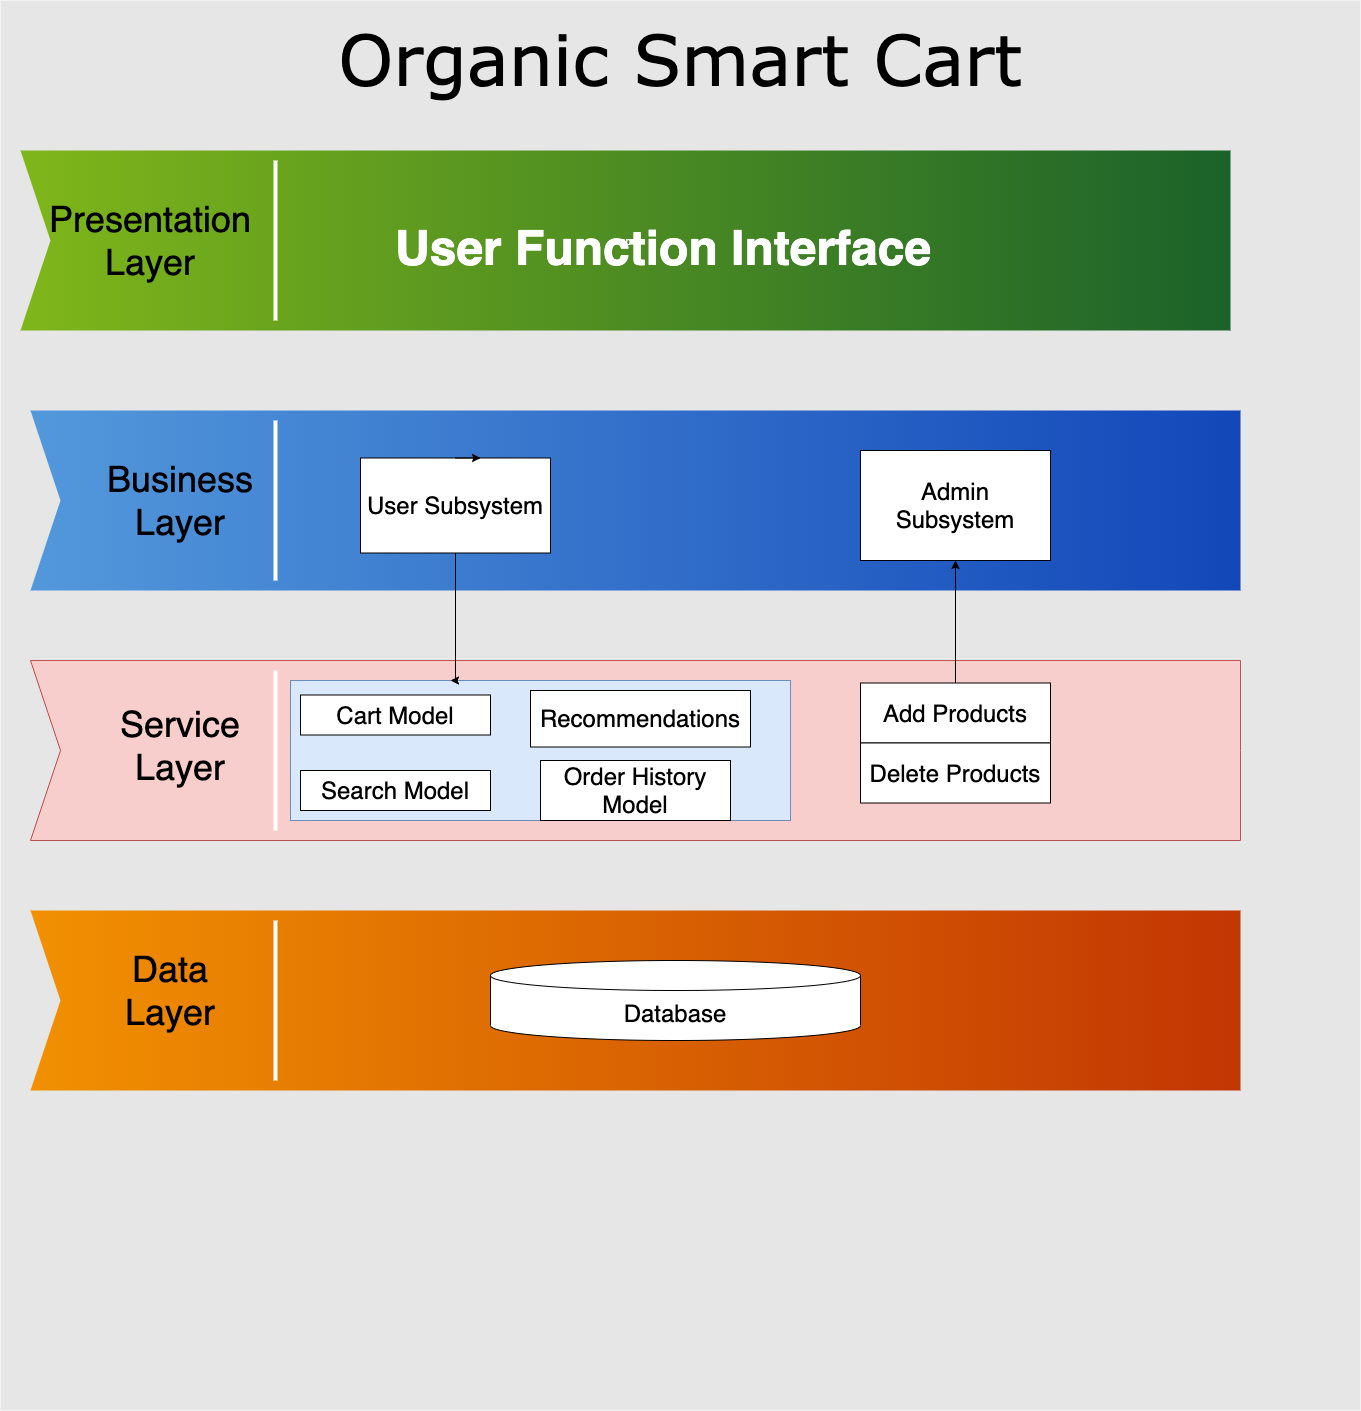 Organic Smart Cart
Presentation
Layer
User Function Interface
Business
Layer
User Subsystem
Admin
Subsystem
Service
Layer
Cart Model
Recommendations
Search Model
Order History
Model
Add Products
Delete Products
Data
Layer
Database